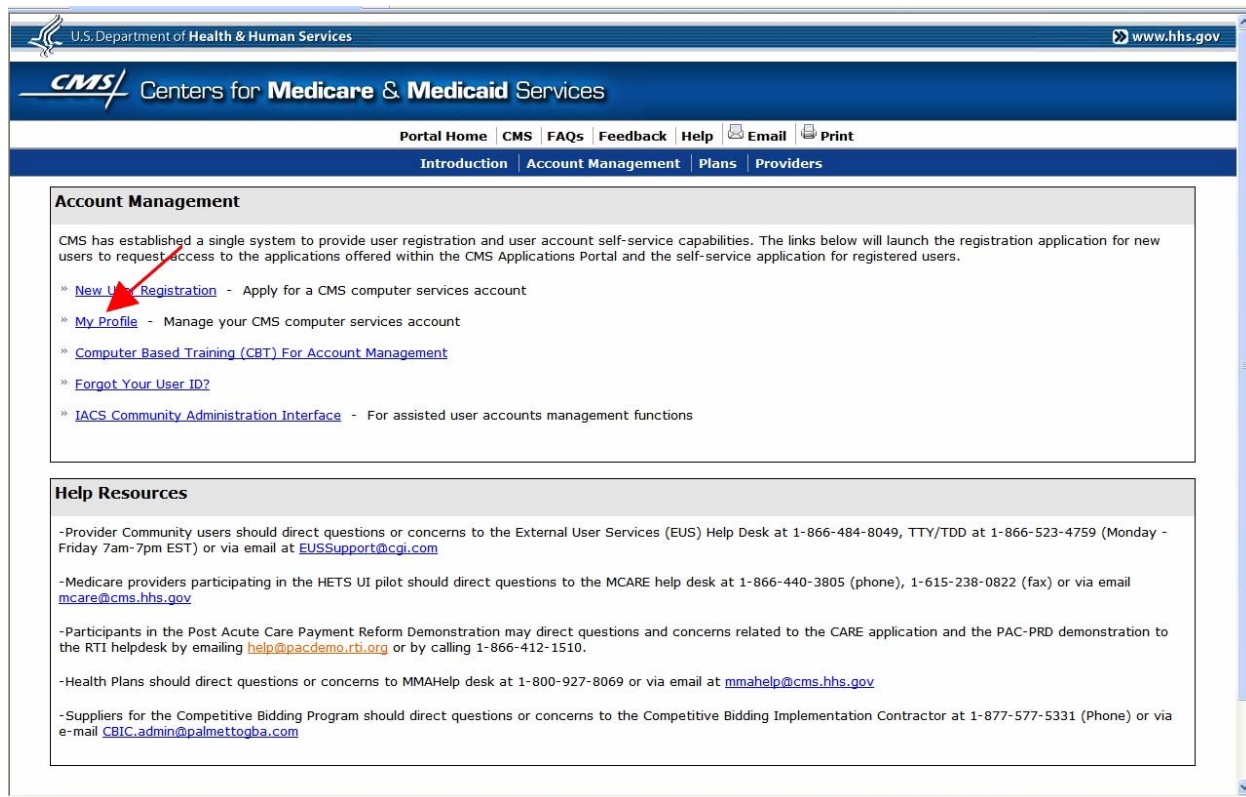 U.S. Department of Health & Human Services
www.hhs.gov
CMS Centers for Medicare & Medicaid Services
Portal Home | CMS | FAQs | Feedback | Help | Email | Print
Introduction | Account Management | Plans | Providers
Account Management
CMS has established a single system to provide user registration and user account self-service capabilities. The links below will launch the registration application for new
users to request access to the applications offered within the CMS Applications Portal and the self-service application for registered users.
» New User Registration - Apply for a CMS computer services account
» My Profile - Manage your CMS computer services account
» Computer Based Training (CBT) For Account Management
» Forgot Your User ID?
» IACS Community Administration Interface - For assisted user accounts management functions
Help Resources
-Provider Community users should direct questions or concerns to the External User Services (EUS) Help Desk at 1-866-484-8049, TTY/TDD at 1-866-523-4759 (Monday -
Friday 7am-7pm EST) or via email at EUSSupport@cgi.com
-Medicare providers participating in the HETS UI pilot should direct questions to the MCARE help desk at 1-866-440-3805 (phone), 1-615-238-0822 (fax) or via email
mcare@cms.hhs.gov
-Participants in the Post Acute Care Payment Reform Demonstration may direct questions and concerns related to the CARE application and the PAC-PRD demonstration to
the RTI helpdesk by emailing help@pacdemo.rti.org or by calling 1-866-412-1510.
-Health Plans should direct questions or concerns to MMAHelp desk at 1-800-927-8069 or via email at mmahelp@cms.hhs.gov
-Suppliers for the Competitive Bidding Program should direct questions or concerns to the Competitive Bidding Implementation Contractor at 1-877-577-5331 (Phone) or via
e-mail CBIC.admin@palmettogba.com